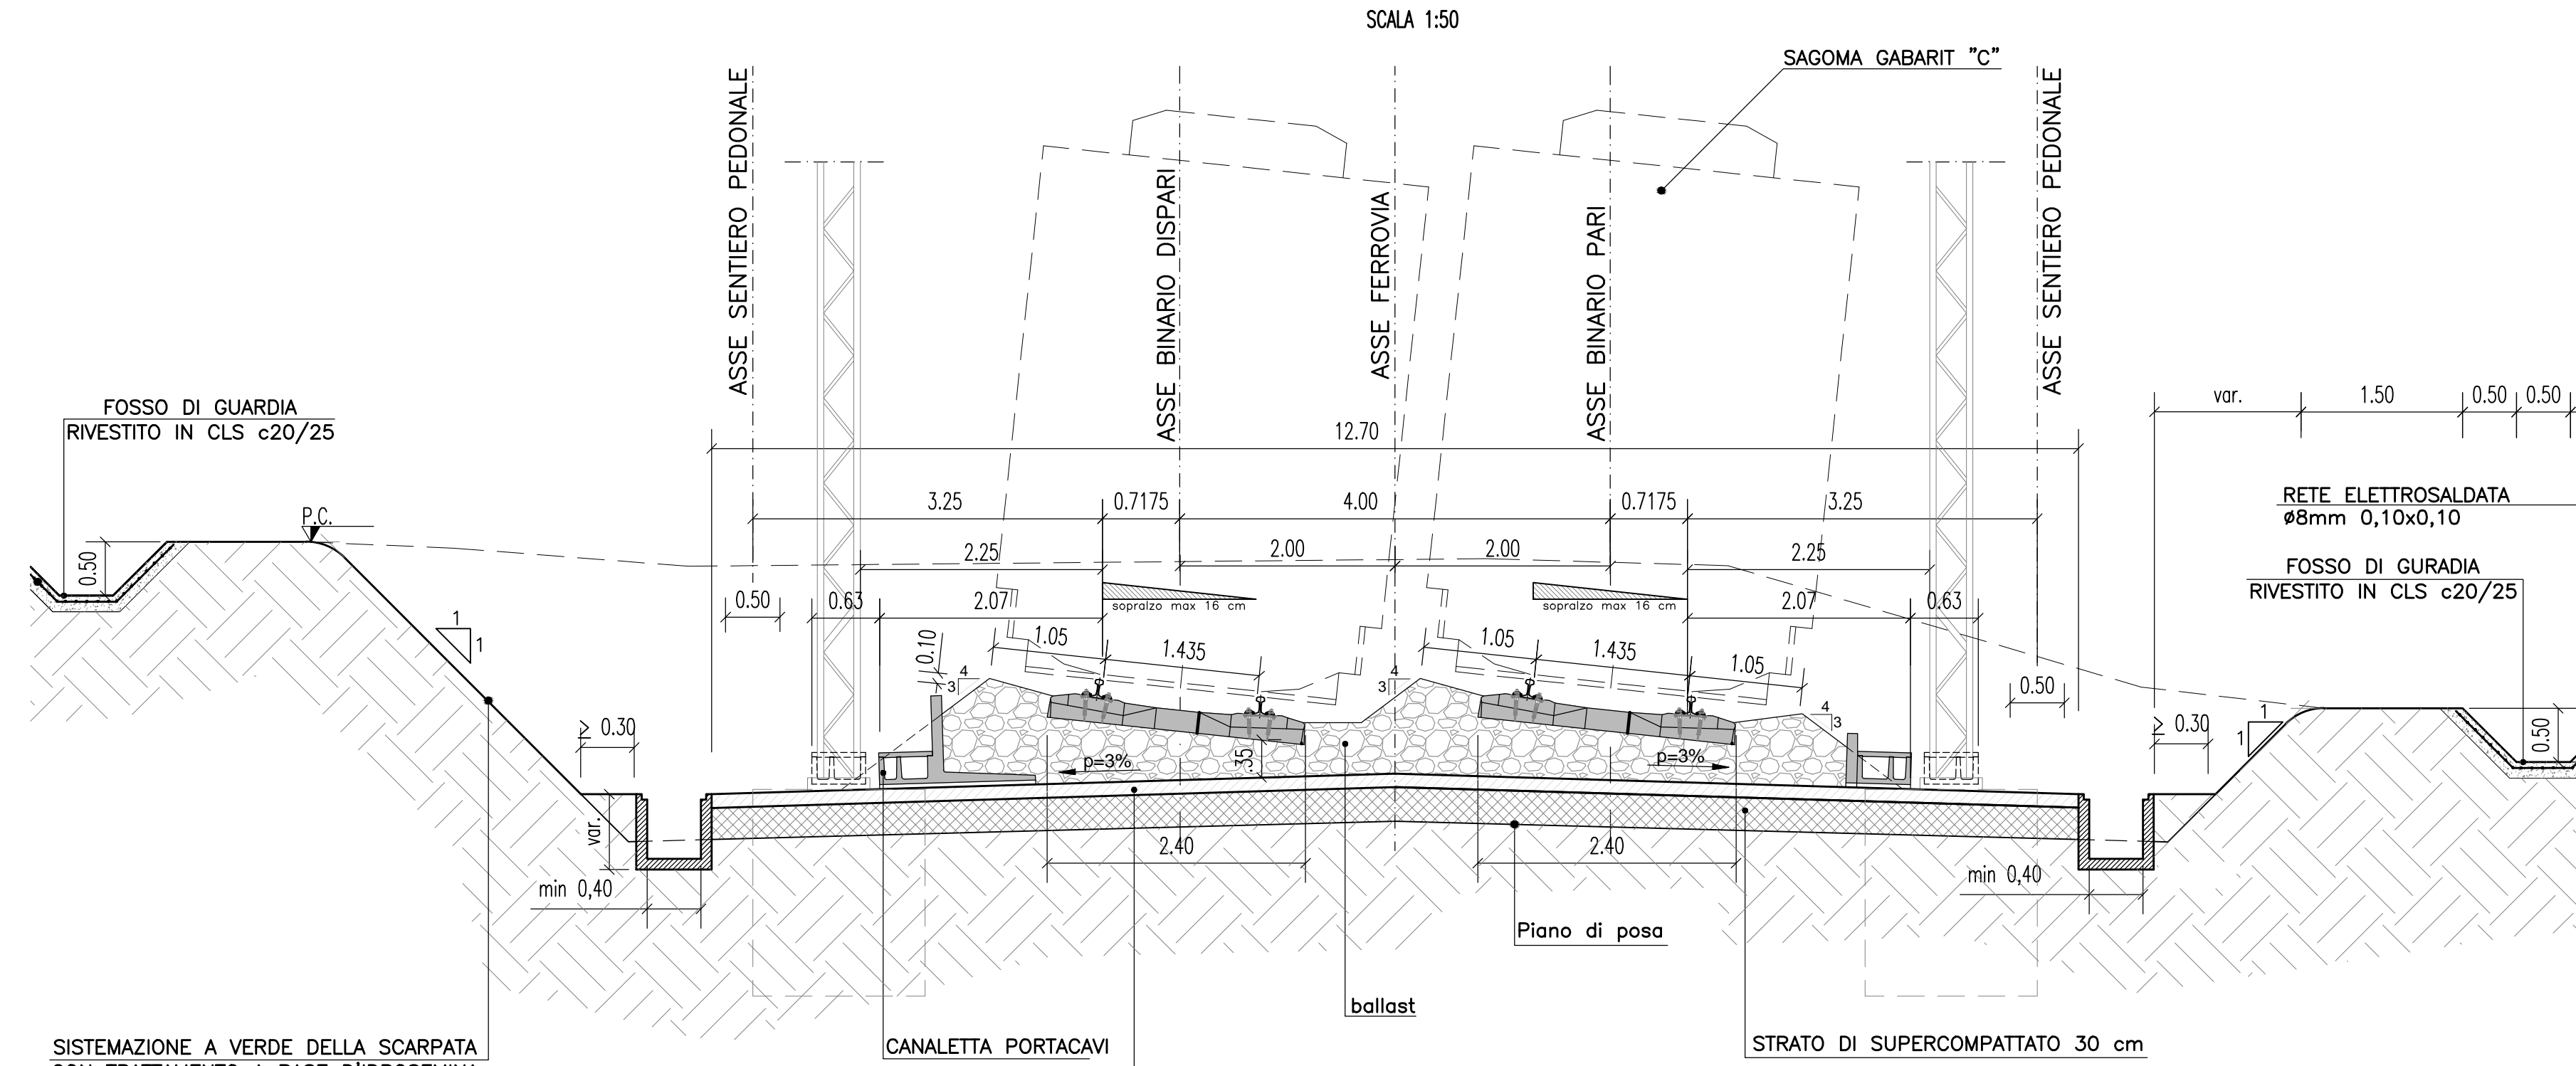 SCALA 1:50
SAGOMA GABARIT "C"
ASSE SENTIERO PEDONALE
ASSE BINARIO DISPARI
ASSE FERROVIA
ASSE BINARIO PARI
ASSE SENTIERO PEDONALE
FOSSO DI GUARDIA
RIVESTITO IN CLS c20/25
var.
1.50
0.50
0.50
12.70
RETE ELETTROSALDATA
ø8mm 0,10x0,10
3.25
0.7175
4.00
0.7175
3.25
P.C.
0.50
2.25
2.00
2.00
2.25
FOSSO DI GURADIA
RIVESTITO IN CLS c20/25
0.50
0.63
2.07
sopralzo max 16 cm
sopralzo max 16 cm
2.07
0.63
1
1
0.10
1.05
1.435
1.05
1.435
1.05
4
3
4
3
4
3
0.50
≥ 0.30
≥ 0.30
1
1
0.50
p=3%
.35
p=3%
var.
2.40
2.40
min 0,40
min 0,40
Piano di posa
ballast
SISTEMAZIONE A VERDE DELLA SCARPATA
CANALETTA PORTACAVI
STRATO DI SUPERCOMPATTATO 30 cm